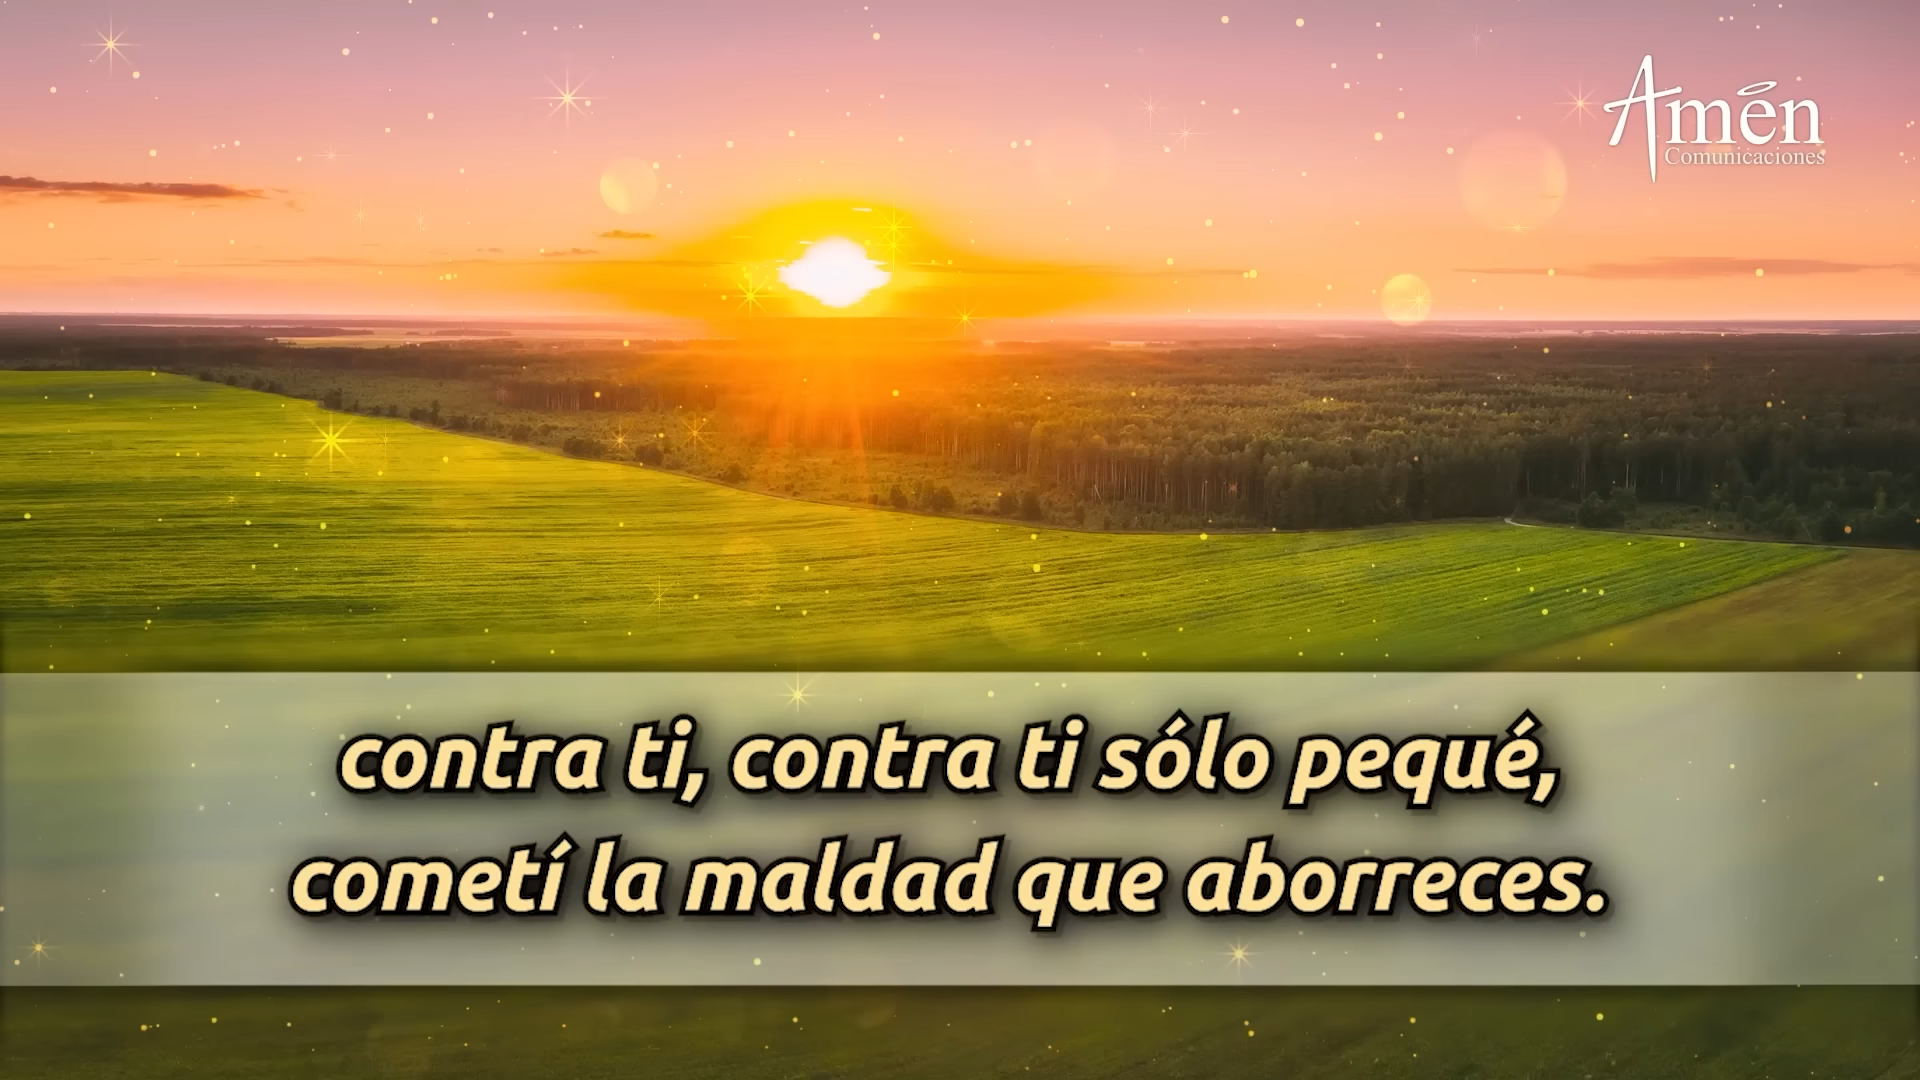 Amén
Comunicaciones
contra ti, contra ti sólo pequé,
cometí la maldad que aborreces.